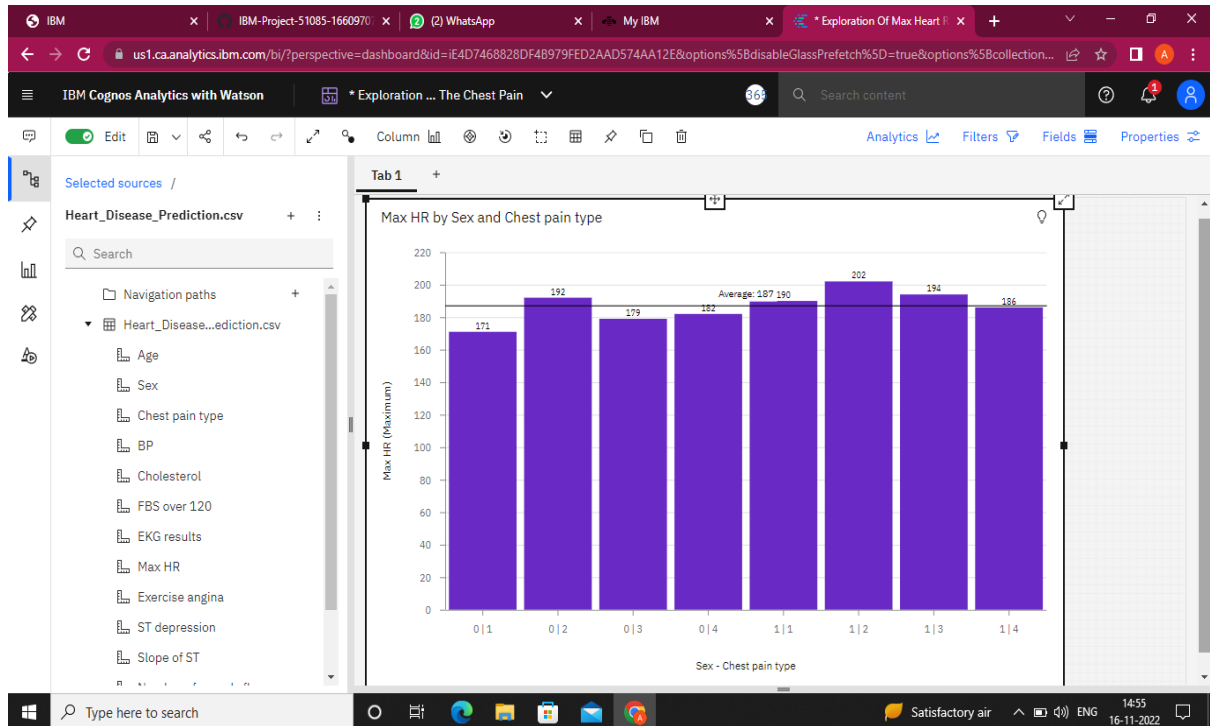 IBM
IBM-Project-51085-1660970
(2) WhatsApp
My IBM
* Exploration Of Max Heart R
us1.ca.analytics.ibm.com/bi/?perspective=dashboard&id=iE4D7468828DF4B979FED2AAD574AA12E&options%5BdisableGlassPrefetch%5D=true&options%5Bcollection...
A
IBM Cognos Analytics with Watson
* Exploration ... The Chest Pain
365
Search content
1
Edit
Column
Analytics
Filters
Fields
Properties
Selected sources /
Tab 1 +
Heart_Disease_Prediction.csv
Search
Navigation paths
Heart_Disease...ediction.csv
Age
Sex
Chest pain type
BP
Cholesterol
FBS over 120
EKG results
Max HR
Exercise angina
ST depression
Slope of ST
Max HR by Sex and Chest pain type
Max HR (Maximum)
220
200
180
160
140
120
100
80
60
40
20
0
171
192
179
182
Average: 187
190
202
194
186
0|1 0|2 0|3 0|4 1|1 1|2 1|3 1|4
Sex - Chest pain type
Type here to search
Satisfactory air
ENG
14:55
16-11-2022